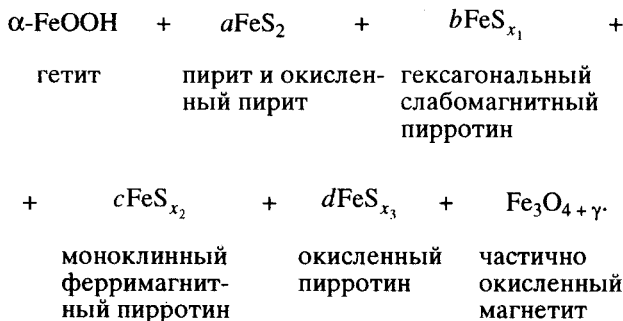 α-FeOOH + aFeS₂ + bFeSₓ₁ +
гетит пирит и окислен- гексагональный
ный пирит слабомагнитный
пирротин
+ cFeSₓ₂ + dFeSₓ₃ + Fe₃O₄ ₊ γ.
моноклинный окисленный частично
ферримагнит- пирротин окисленный
ный пирротин магнетит